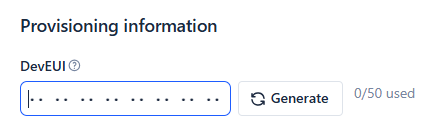 Provisioning information
DevEUI ?
·· ·· ·· ·· ·· ·· ·· ··
Generate
0/50 used